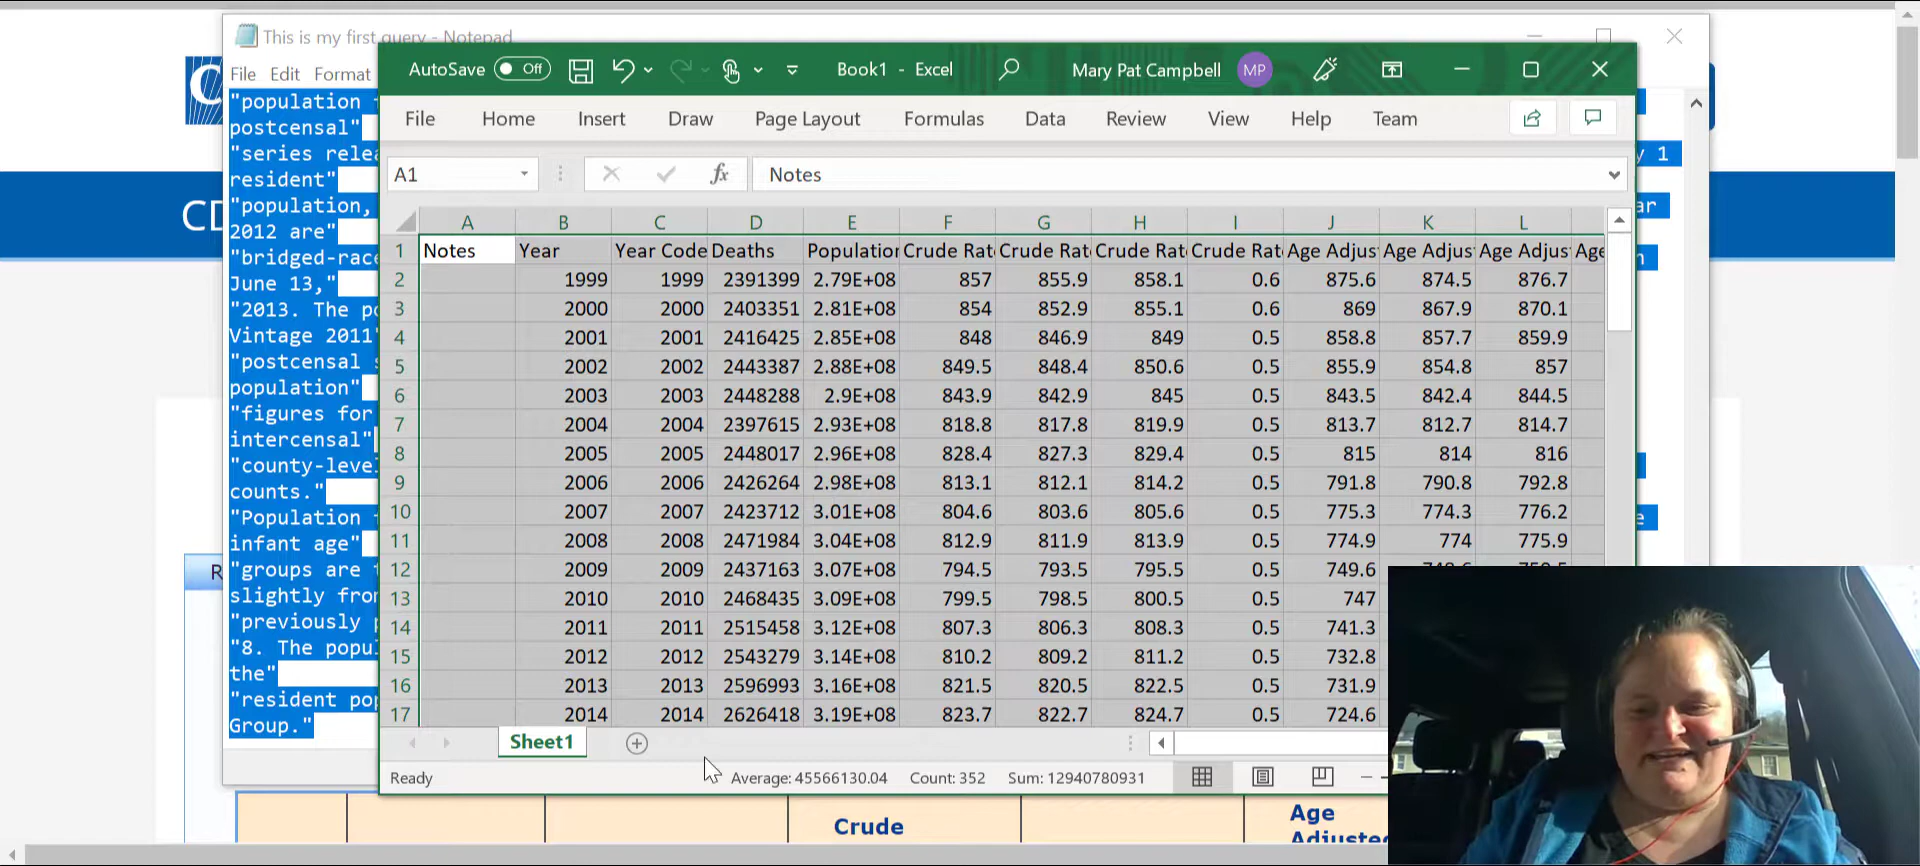 This is my first query - Notepad
File Edit Format
"population
postcensal"
"series relea
resident"
"population,
2012 are"
"bridged-race
June 13,"
"2013. The po
Vintage 2011"
"postcensal s
population"
"figures for
intercensal"
"county-level
counts."
"Population
infant age"
"groups are
slightly from
"previously p
"8. The popul
the"
"resident pop
Group."
y 1
ar
n
e
C
CD
R
AutoSave Off Book1 - Excel Mary Pat Campbell MP
File Home Insert Draw Page Layout Formulas Data Review View Help Team
A1 fx Notes
A B C D E F G H I J K L
1 Notes Year Year Code Deaths Population Crude Rate Crude Rate Crude Rate Crude Rate Age Adjus Age Adjus Age Adjus Age
2 1999 1999 2391399 2.79E+08 857 855.9 858.1 0.6 875.6 874.5 876.7
3 2000 2000 2403351 2.81E+08 854 852.9 855.1 0.6 869 867.9 870.1
4 2001 2001 2416425 2.85E+08 848 846.9 849 0.5 858.8 857.7 859.9
5 2002 2002 2443387 2.88E+08 849.5 848.4 850.6 0.5 855.9 854.8 857
6 2003 2003 2448288 2.9E+08 843.9 842.9 845 0.5 843.5 842.4 844.5
7 2004 2004 2397615 2.93E+08 818.8 817.8 819.9 0.5 813.7 812.7 814.7
8 2005 2005 2448017 2.96E+08 828.4 827.3 829.4 0.5 815 814 816
9 2006 2006 2426264 2.98E+08 813.1 812.1 814.2 0.5 791.8 790.8 792.8
10 2007 2007 2423712 3.01E+08 804.6 803.6 805.6 0.5 775.3 774.3 776.2
11 2008 2008 2471984 3.04E+08 812.9 811.9 813.9 0.5 774.9 774 775.9
12 2009 2009 2437163 3.07E+08 794.5 793.5 795.5 0.5 749.6
13 2010 2010 2468435 3.09E+08 799.5 798.5 800.5 0.5 747
14 2011 2011 2515458 3.12E+08 807.3 806.3 808.3 0.5 741.3
15 2012 2012 2543279 3.14E+08 810.2 809.2 811.2 0.5 732.8
16 2013 2013 2596993 3.16E+08 821.5 820.5 822.5 0.5 731.9
17 2014 2014 2626418 3.19E+08 823.7 822.7 824.7 0.5 724.6
Sheet1
Ready Average: 45566130.04 Count: 352 Sum: 12940780931
Crude
Age
Adjusted